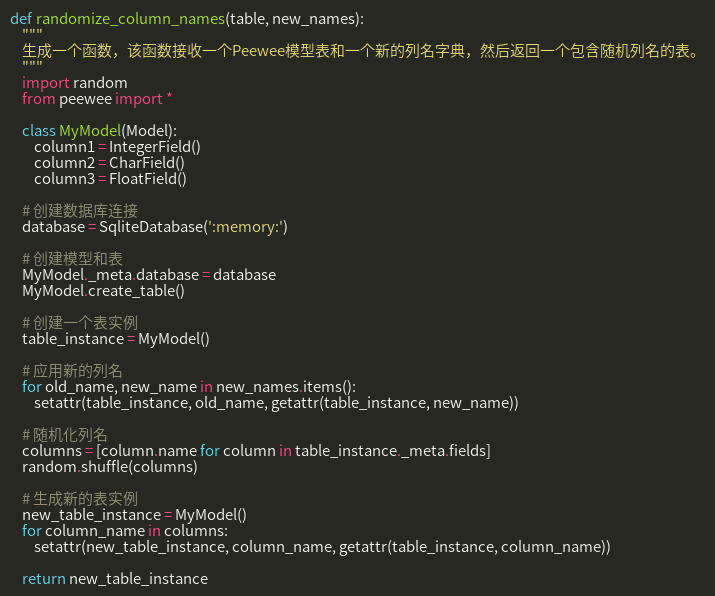 def randomize_column_names(table, new_names):
    """
    生成一个函数，该函数接收一个Peewee模型表和一个新的列名字典，然后返回一个包含随机列名的表。
    """
    import random
    from peewee import *

    class MyModel(Model):
        column1 = IntegerField()
        column2 = CharField()
        column3 = FloatField()

    # 创建数据库连接
    database = SqliteDatabase(':memory:')

    # 创建模型和表
    MyModel._meta.database = database
    MyModel.create_table()

    # 创建一个表实例
    table_instance = MyModel()

    # 应用新的列名
    for old_name, new_name in new_names.items():
        setattr(table_instance, old_name, getattr(table_instance, new_name))

    # 随机化列名
    columns = [column.name for column in table_instance._meta.fields]
    random.shuffle(columns)

    # 生成新的表实例
    new_table_instance = MyModel()
    for column_name in columns:
        setattr(new_table_instance, column_name, getattr(table_instance, column_name))

    return new_table_instance